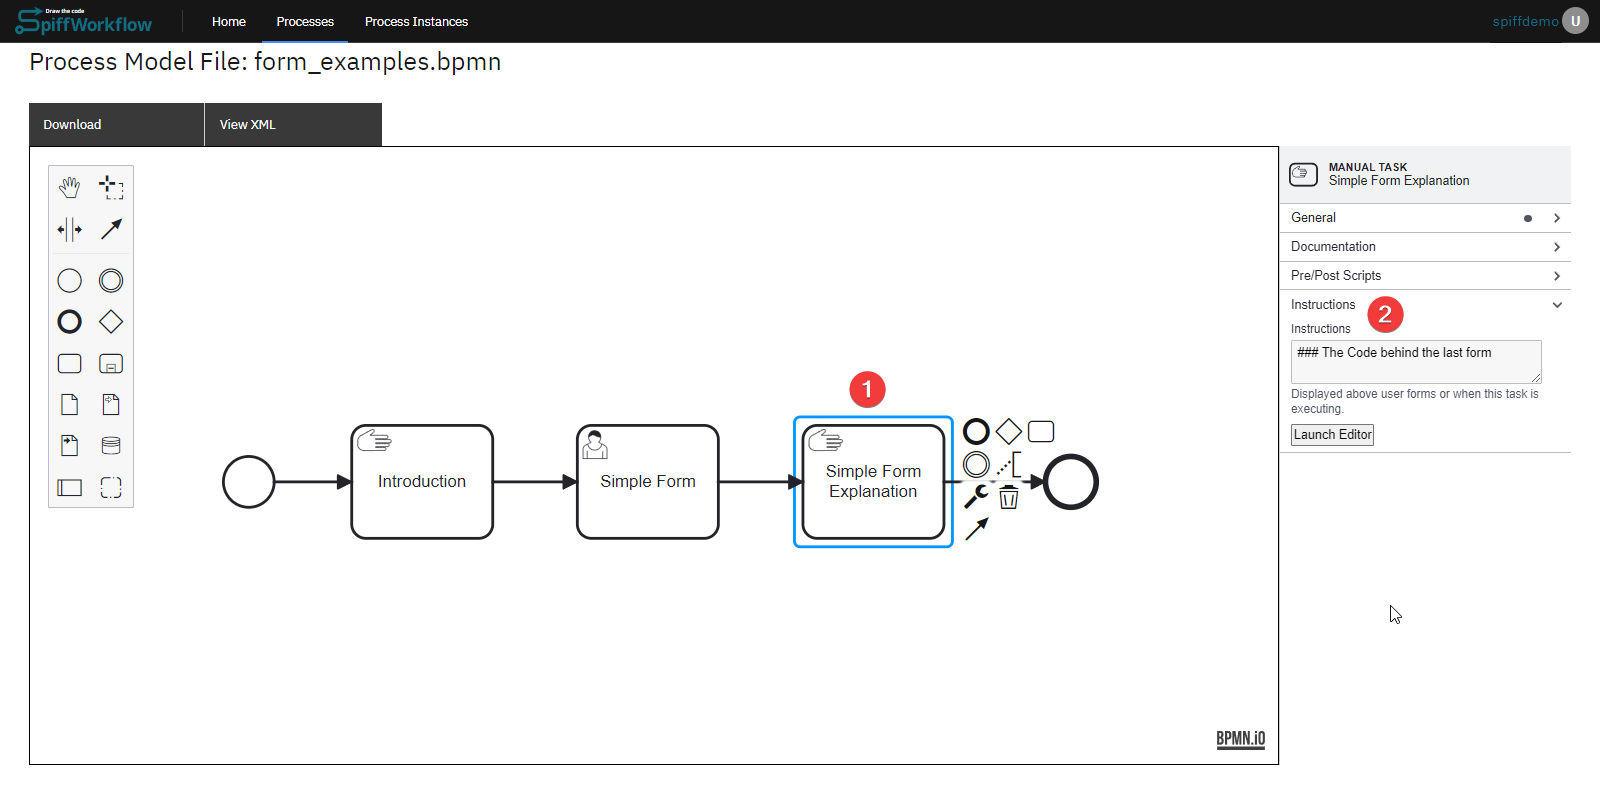 Draw the code
SpiffWorkflow
Home
Processes
Process Instances
spiffdemo
U
Process Model File: form_examples.bpmn
Download
View XML
MANUAL TASK
Simple Form Explanation
General
Documentation
Pre/Post Scripts
Instructions
2
Instructions
### The Code behind the last form
Displayed above user forms or when this task is
executing.
Launch Editor
1
Introduction
Simple Form
Simple Form
Explanation
BPMN.iO